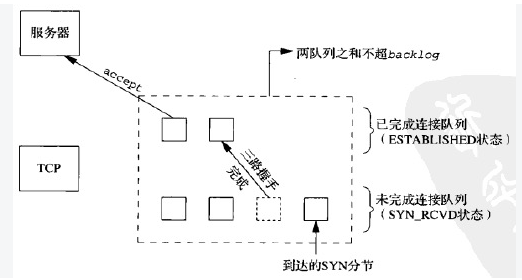 服务器
两队列之和不超backlog
accept
已完成连接队列
（ESTABLISHED状态）
TCP
三路握手
完成
未完成连接队列
（SYN_RCVD状态）
到达的SYN分节